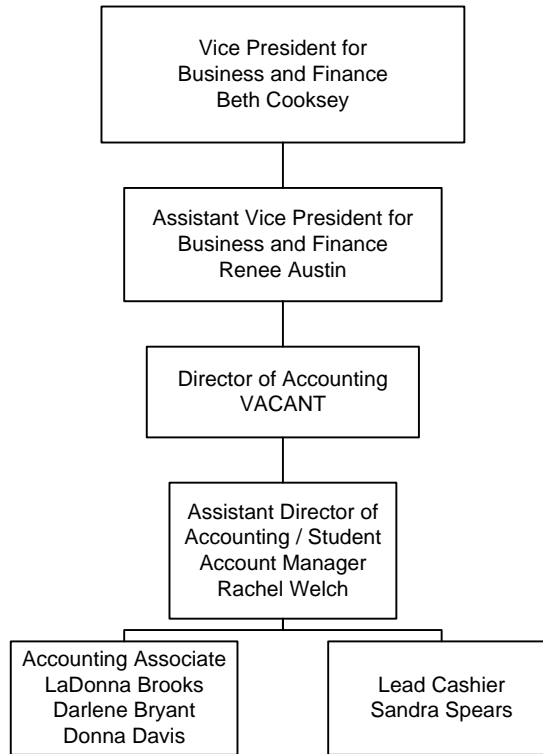 Vice President for
Business and Finance
Beth Cooksey
Assistant Vice President for
Business and Finance
Renee Austin
Director of Accounting
VACANT
Assistant Director of
Accounting / Student
Account Manager
Rachel Welch
Accounting Associate
LaDonna Brooks
Darlene Bryant
Donna Davis
Lead Cashier
Sandra Spears